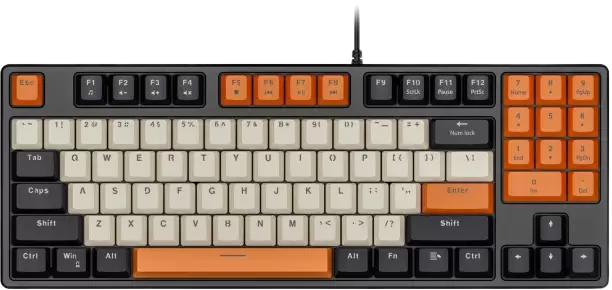 Esc F1 F2 F3 F4 F5 F6 F7 F8 F9 F10 F11 F12 7 8 9
ScrLk Pause PrtSc Home PgUp
~ 1! 2@ 3# 4$ 5% 6^ 7& 8* 9( 0) - = + ← Num lock 4 5 6
Tab Q W E R T Y U I O P [{ }] \| 1 2 3
End PgDn
Caps A S D F G H J K L ; : ' " Enter 0 .
Ins Del
Shift Z X C V B N M , < . > /? Shift
Ctrl Win Alt Alt Fn Ctrl